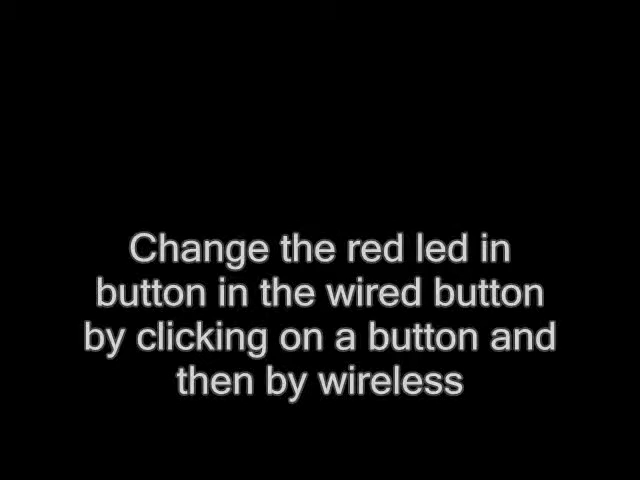 Change the red led in
button in the wired button
by clicking on a button and
then by wireless